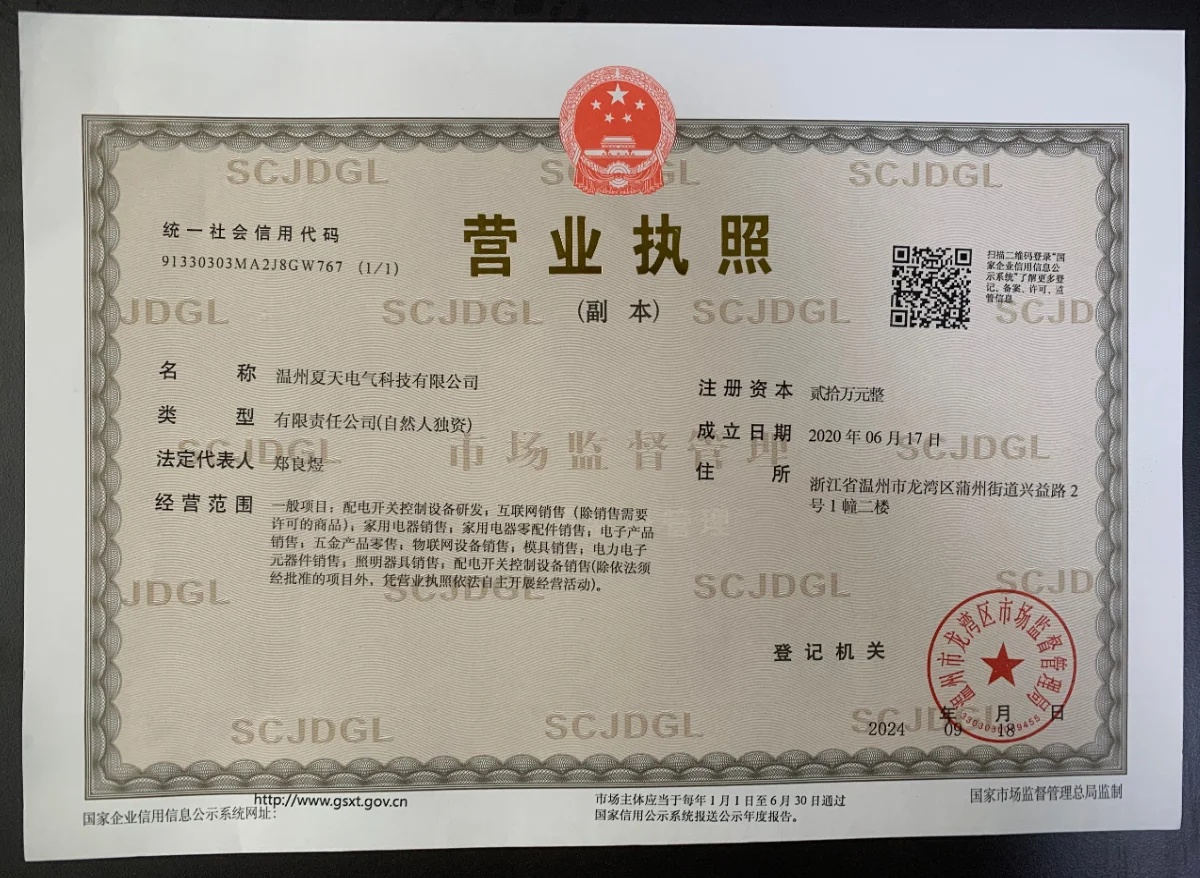 SCJDGL SCJDGL SCJDGL
统一社会信用代码
91330303MA2J8GW767 (1/1)
营业执照
(副 本)
扫描二维码登录“国
家企业信用信息公
示系统”了解更多登
记、备案、许可、监
管信息
JDGL SCJDGL SCJDGL SCJD
名 称 温州夏天电气科技有限公司
类 型 有限责任公司(自然人独资)
法定代表人 郑良煜
经营范围 一般项目：配电开关控制设备研发；互联网销售（除销售需要
许可的商品）；家用电器销售；家用电器零配件销售；电子产品
销售；五金产品零售；物联网设备销售；模具销售；电力电子
元器件销售；照明器具销售；配电开关控制设备销售(除依法须
经批准的项目外，凭营业执照依法自主开展经营活动)。
注册资本 贰拾万元整
成立日期 2020年06月17日
住 所 浙江省温州市龙湾区蒲州街道兴益路2
号1幢二楼
SCJDGL 市场监督管理 SCJDGL
管理
JDGL SCJDGL SCJDGL SCJD
登记机关
温州市龙湾区市场监督管理局
2024年09月18日
SCJDGL SCJDGL SCJDGL
国家企业信用信息公示系统网址：http://www.gsxt.gov.cn
市场主体应当于每年1月1日至6月30日通过
国家信用公示系统报送公示年度报告。
国家市场监督管理总局监制